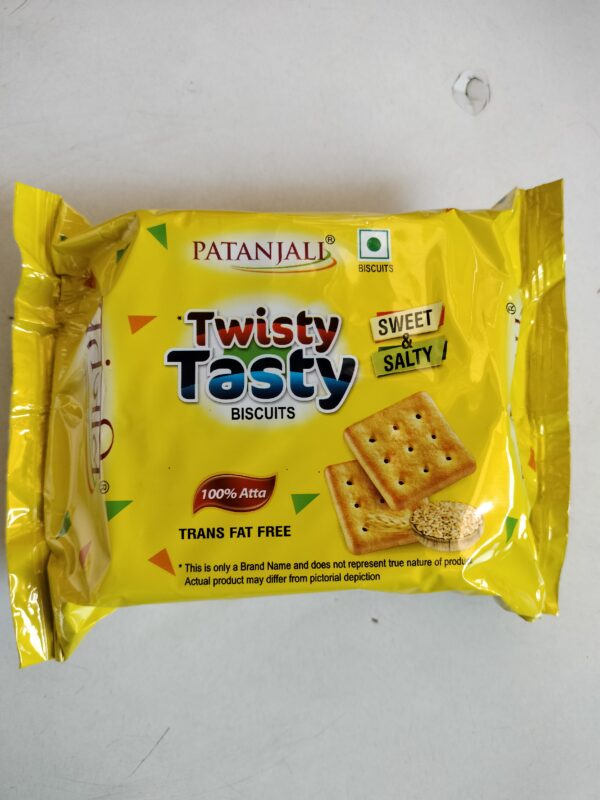 PATANJALI®
BISCUITS
*Twisty
Tasty
BISCUITS
SWEET
&
SALTY
100% Atta
TRANS FAT FREE
* This is only a Brand Name and does not represent true nature of
Actual product may differ from pictorial depiction